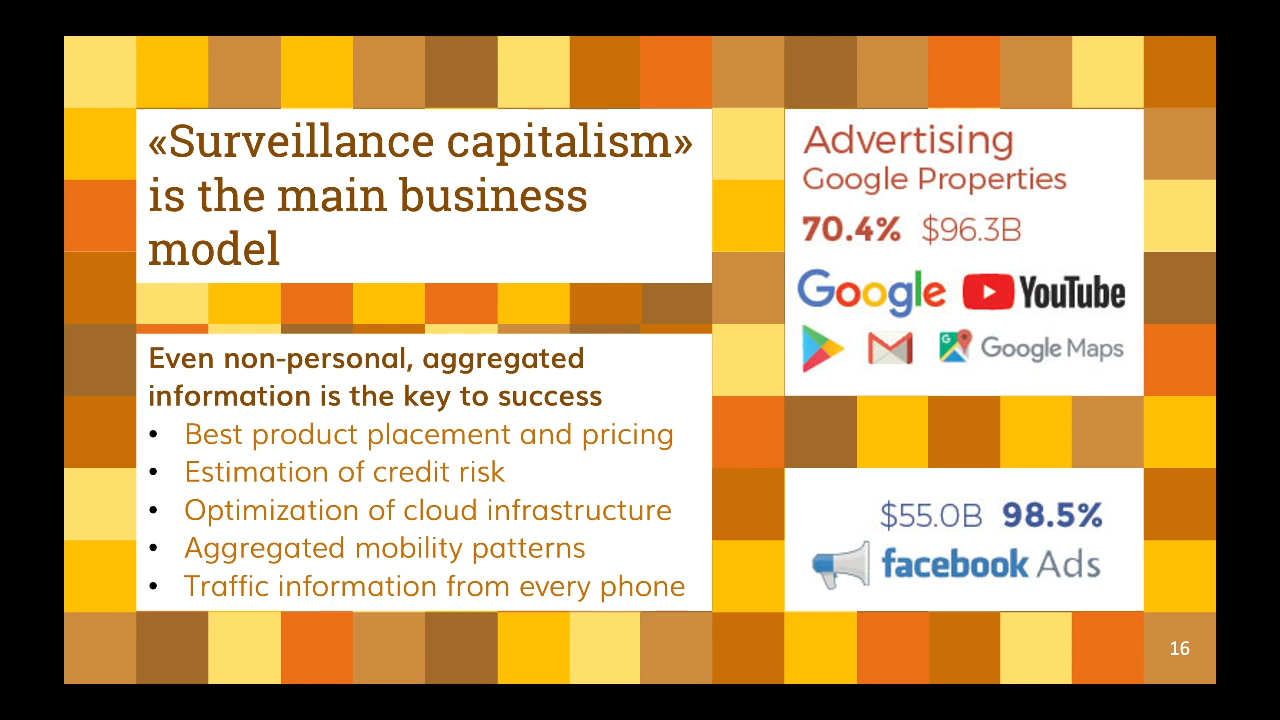 «Surveillance capitalism»
is the main business
model
Even non-personal, aggregated
information is the key to success
• Best product placement and pricing
• Estimation of credit risk
• Optimization of cloud infrastructure
• Aggregated mobility patterns
• Traffic information from every phone
Advertising
Google Properties
70.4% $96.3B
Google YouTube
G Google Maps
$55.0B 98.5%
facebook Ads
16